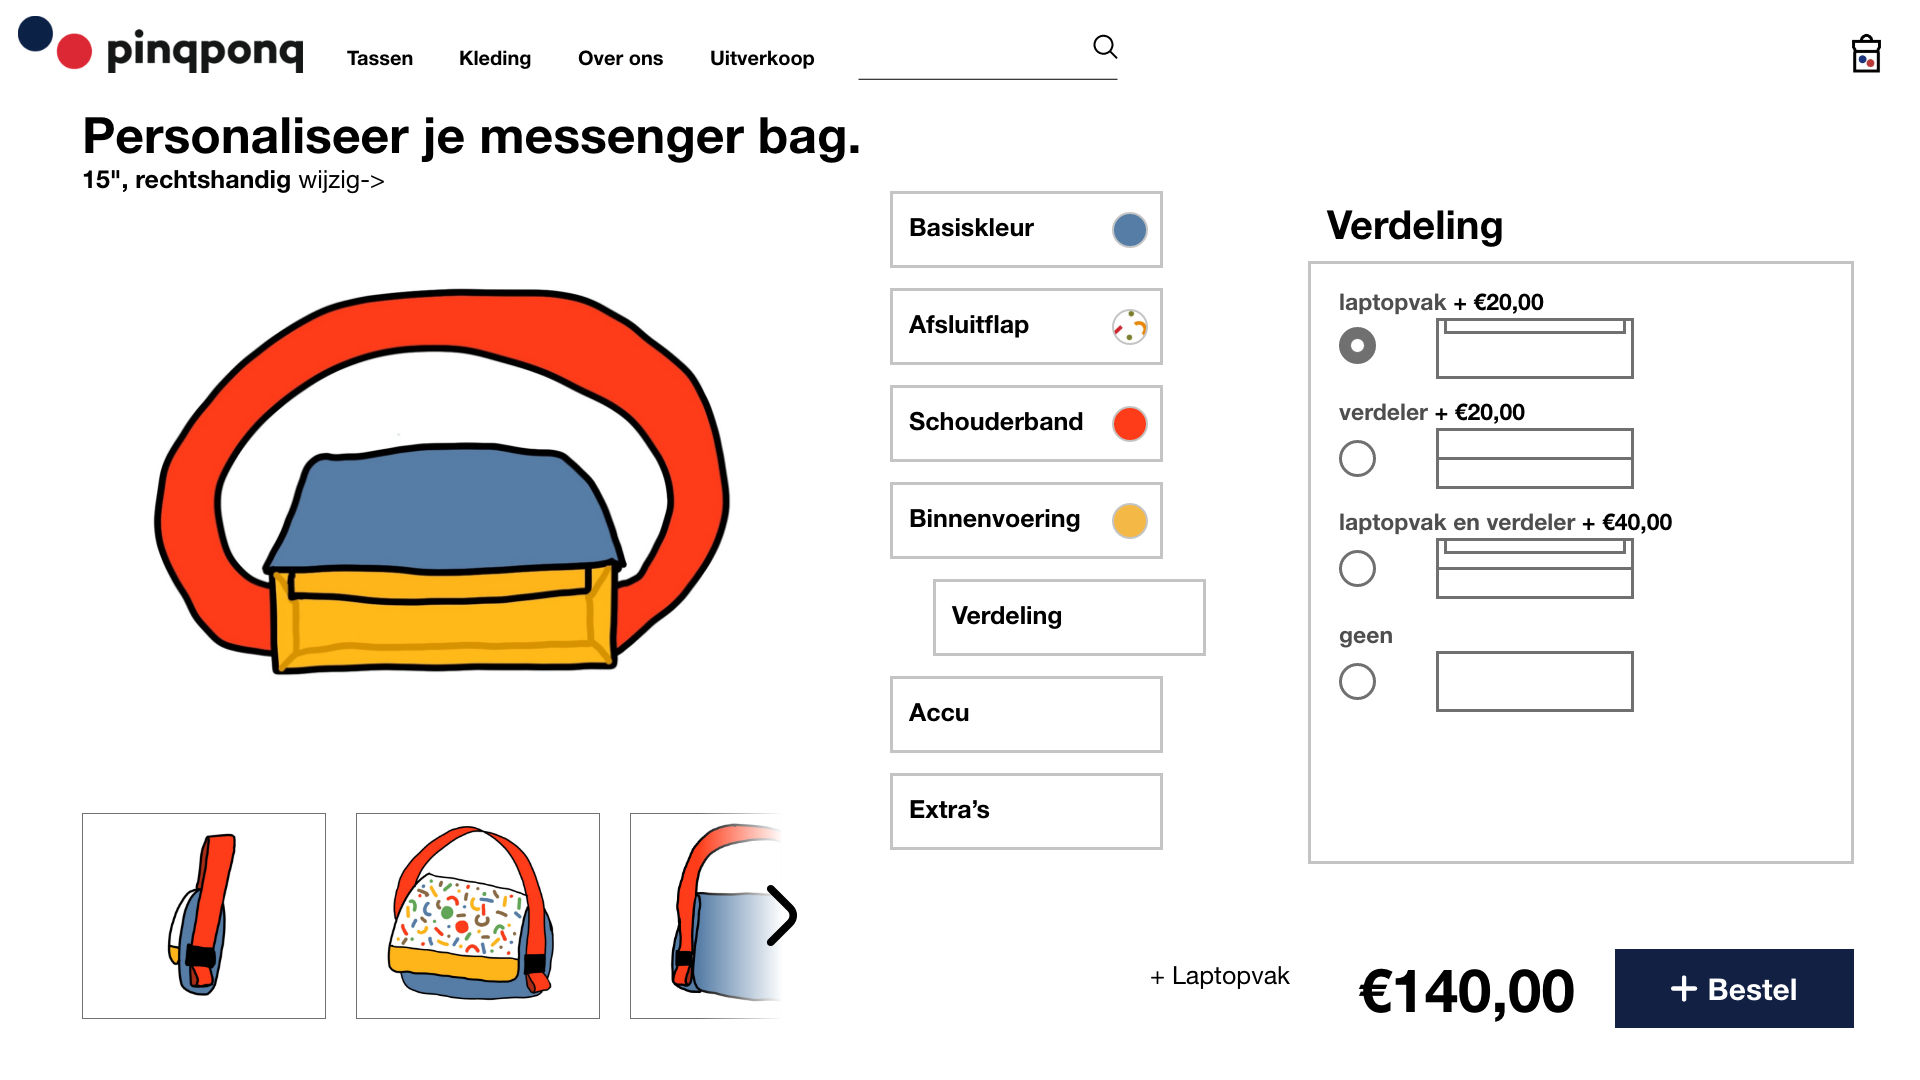 pinqponq
Tassen Kleding Over ons Uitverkoop
Personaliseer je messenger bag.
15", rechtshandig wijzig->
Basiskleur
Afsluitflap
Schouderband
Binnenvoering
Verdeling
Accu
Extra’s
Verdeling
laptopvak + €20,00
verdeler + €20,00
laptopvak en verdeler + €40,00
geen
+ Laptopvak
€140,00
+ Bestel